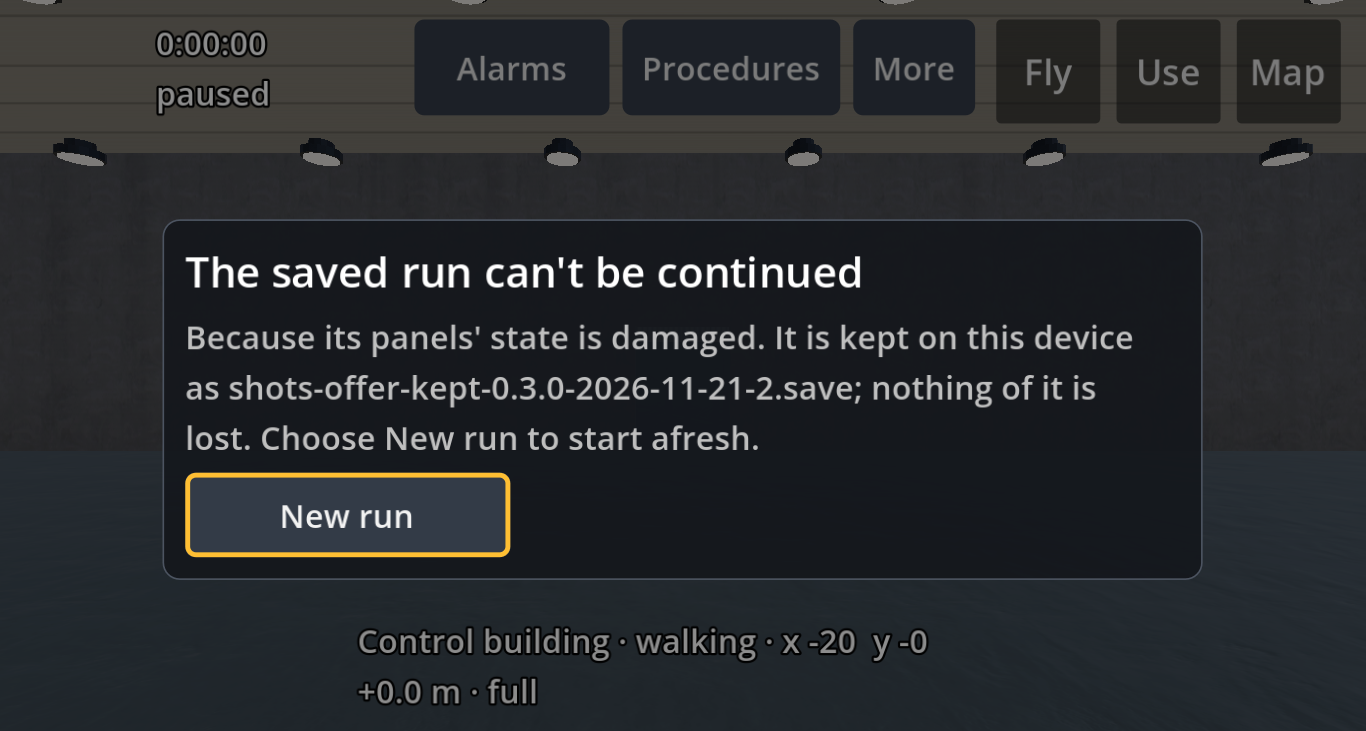 0:00:00
paused
Alarms
Procedures
More
Fly
Use
Map
The saved run can't be continued
Because its panels' state is damaged. It is kept on this device
as shots-offer-kept-0.3.0-2026-11-21-2.save; nothing of it is
lost. Choose New run to start afresh.
New run
Control building · walking · x -20  y -0
+0.0 m · full